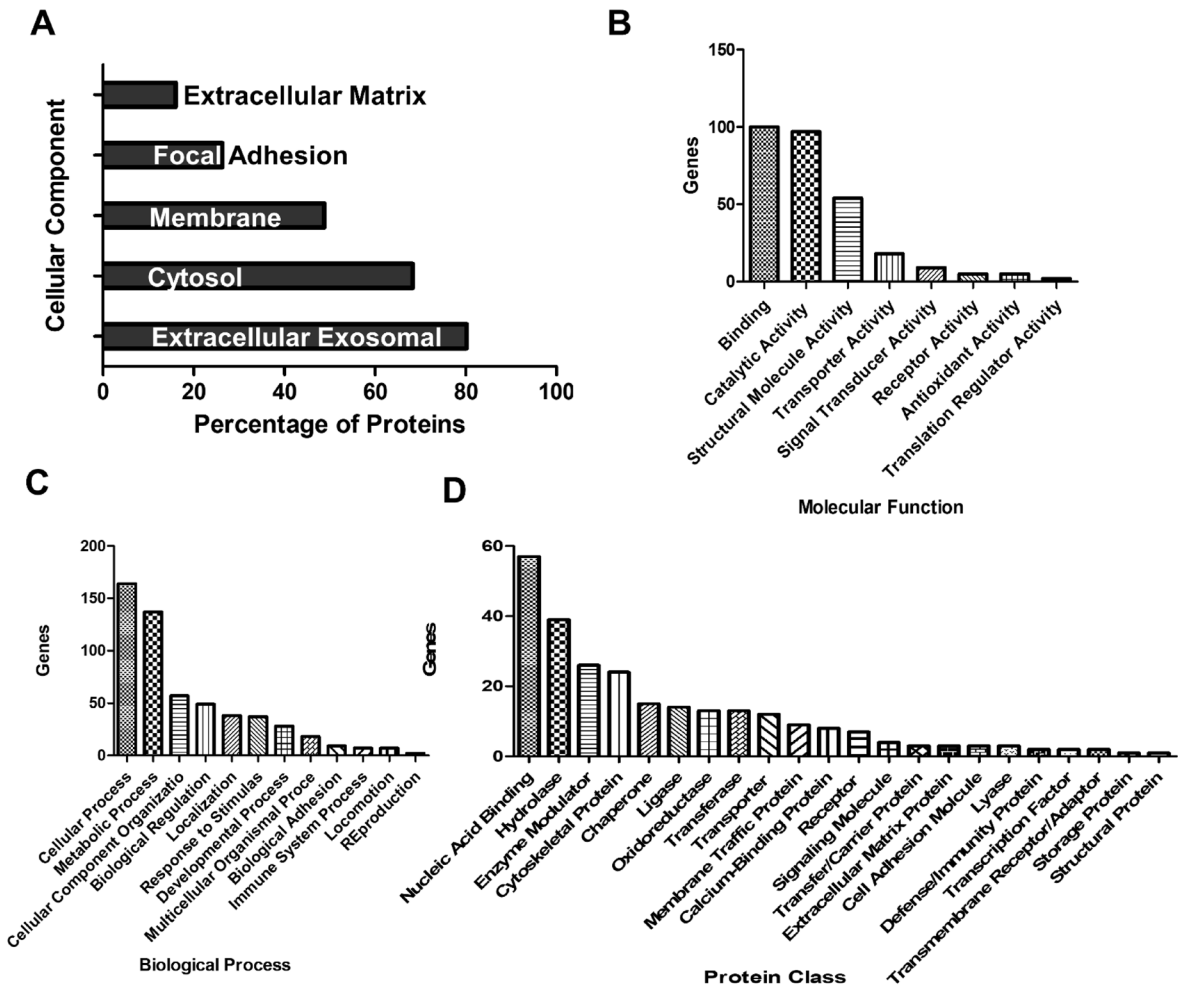 A
Cellular Component
Extracellular Matrix
Focal Adhesion
Membrane
Cytosol
Extracellular Exosomal
0 20 40 60 80 100
Percentage of Proteins
B
Genes
150
100
50
0
Binding
Catalytic Activity
Structural Molecule Activity
Transporter Activity
Signal Transducer Activity
Receptor Activity
Antioxidant Activity
Translation Regulator Activity
Molecular Function
C
Genes
200
150
100
50
0
Cellular Process
Metabolic Process
Cellular Component Organizatio
Biological Regulation
Localization
Response to Stimulas
Developmental Process
Multicellular Organismal Proce
Biological Adhesion
Immune System Process
Locomotion
REproduction
Biological Process
D
Genes
60
40
20
0
Nucleic Acid Binding
Hydrolase
Enzyme Modulator
Cytoskeletal Protein
Chaperone
Ligase
Oxidoreductase
Transferase
Transporter
Membrane Traffic Protein
Calcium-Binding Protein
Receptor
Signaling Molecule
Transfer/Carrier Protein
Extracellular Matrix Protein
Cell Adhesion Molcule
Lyase
Defense/Immunity Protein
Transcription Factor
Transmembrane Receptor/Adaptor
Storage Protein
Structural Protein
Protein Class